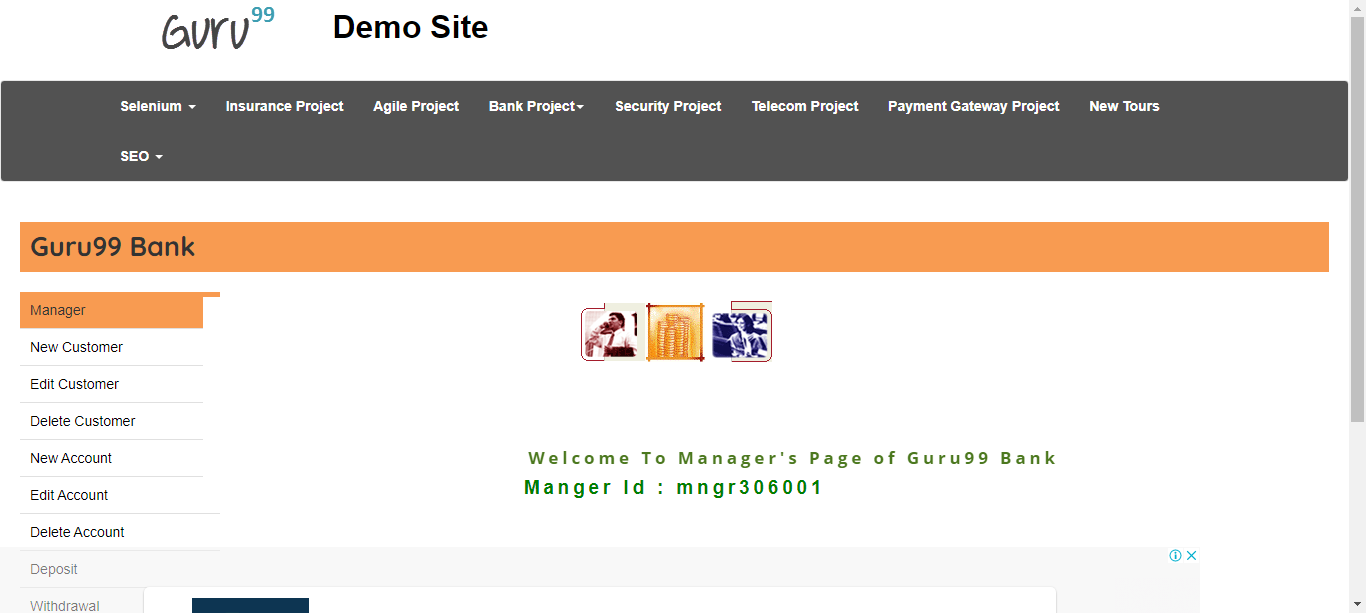 Guru99
Demo Site
Selenium
Insurance Project
Agile Project
Bank Project
Security Project
Telecom Project
Payment Gateway Project
New Tours
SEO
Guru99 Bank
Manager
New Customer
Edit Customer
Delete Customer
New Account
Edit Account
Delete Account
Deposit
Withdrawal
Welcome To Manager's Page of Guru99 Bank
Manger Id : mngr306001